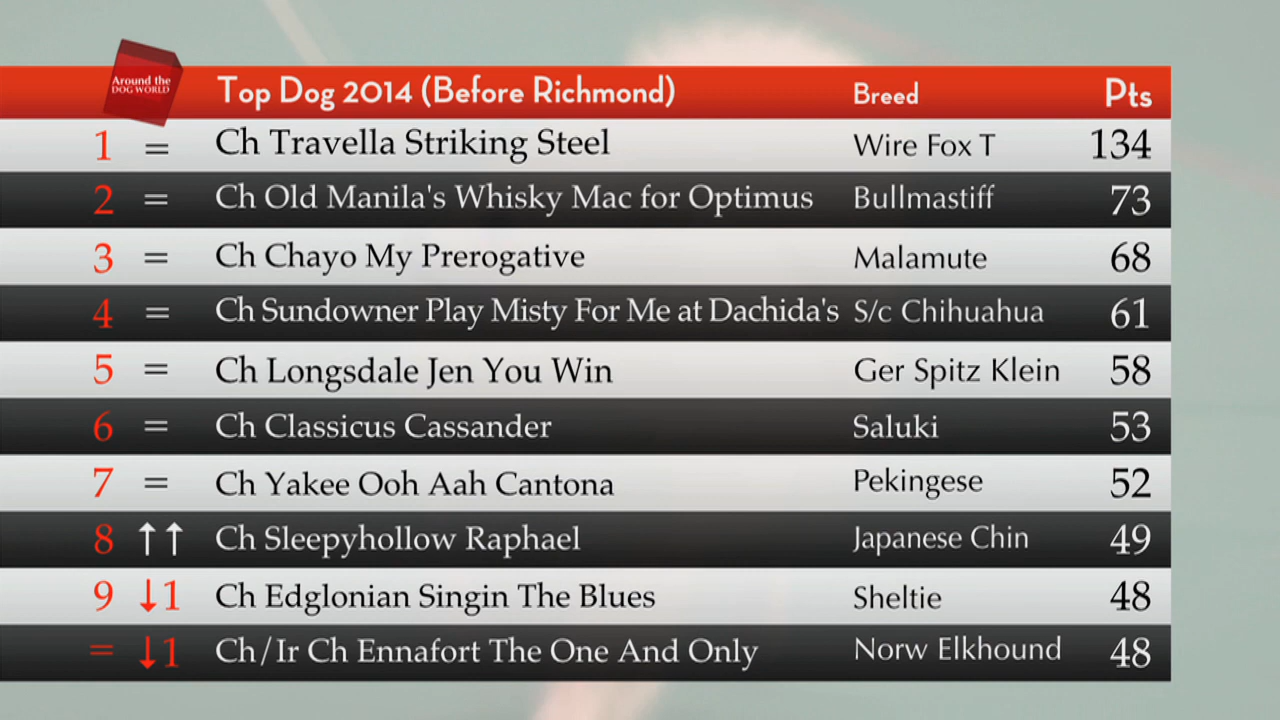 Around the
DOG WORLD
Top Dog 2014 (Before Richmond) Breed Pts
1 = Ch Travella Striking Steel Wire Fox T 134
2 = Ch Old Manila's Whisky Mac for Optimus Bullmastiff 73
3 = Ch Chayo My Prerogative Malamute 68
4 = Ch Sundowner Play Misty For Me at Dachida's S/c Chihuahua 61
5 = Ch Longsdale Jen You Win Ger Spitz Klein 58
6 = Ch Classicus Cassander Saluki 53
7 = Ch Yakee Ooh Aah Cantona Pekingese 52
8 ↑↑ Ch Sleepyhollow Raphael Japanese Chin 49
9 ↓1 Ch Edglonian Singin The Blues Sheltie 48
= ↓1 Ch/Ir Ch Ennafort The One And Only Norw Elkhound 48